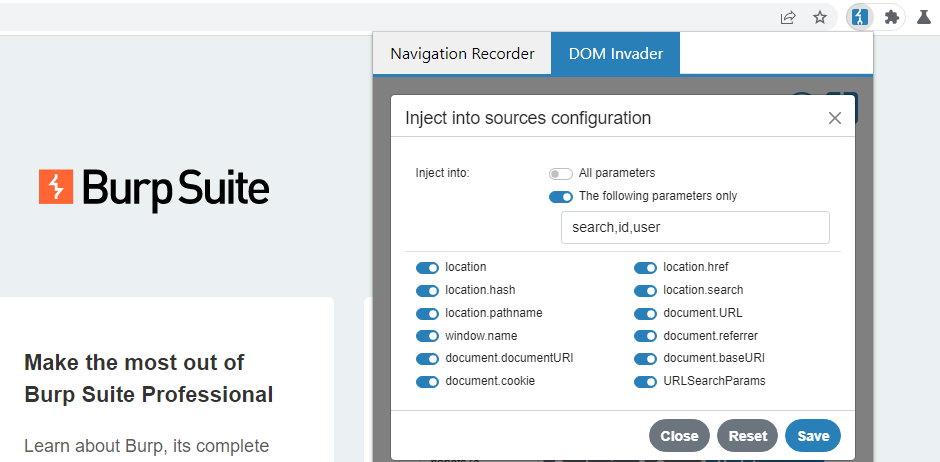 Navigation Recorder
DOM Invader
Inject into sources configuration
Inject into:
All parameters
The following parameters only
search,id,user
location
location.href
location.hash
location.search
location.pathname
document.URL
window.name
document.referrer
document.documentURI
document.baseURI
document.cookie
URLSearchParams
Close
Reset
Save
Burp Suite
Make the most out of
Burp Suite Professional
Learn about Burp, its complete